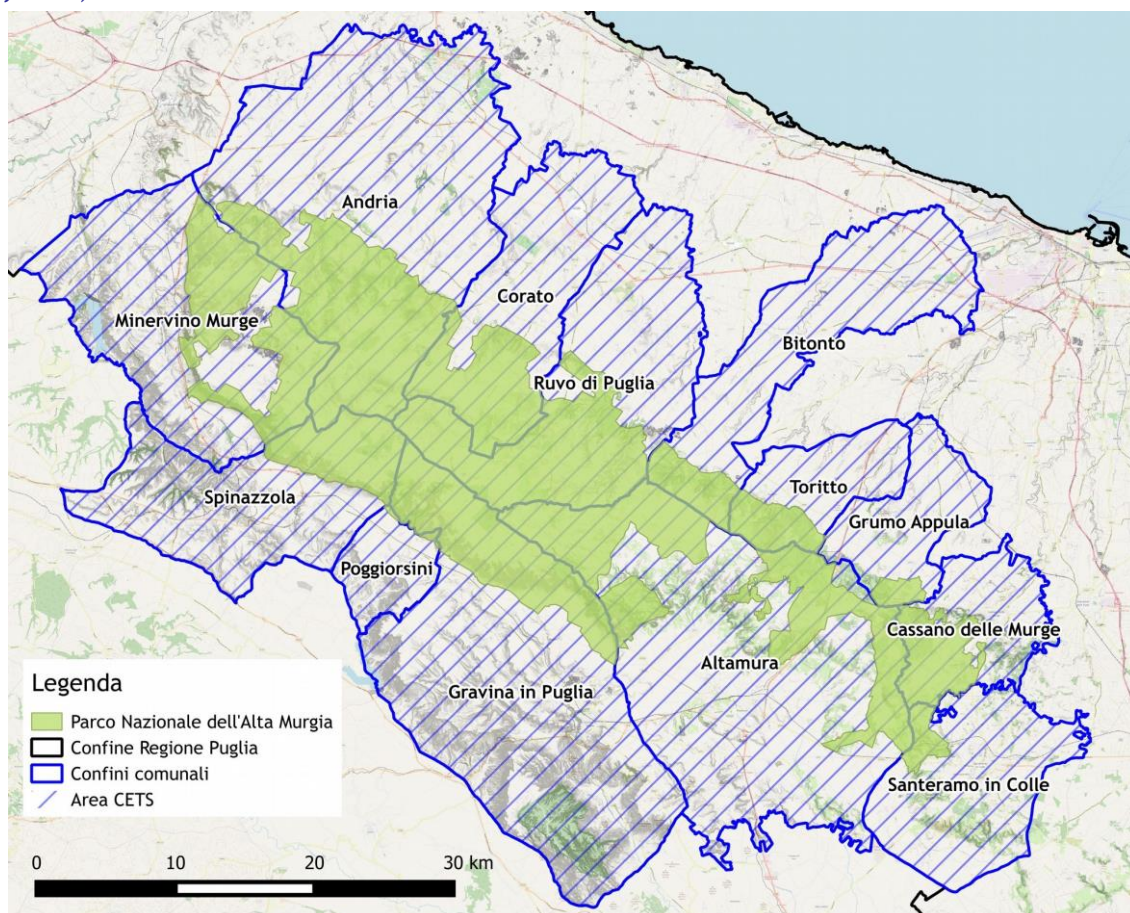 Andria
Corato
Minervino Murge
Bitonto
Ruvo di Puglia
Toritto
Spinazzola
Grumo Appula
Poggiorsini
Cassano delle Murge
Altamura
Gravina in Puglia
Santeramo in Colle
Legenda
Parco Nazionale dell'Alta Murgia
Confine Regione Puglia
Confini comunali
Area CETS
0 10 20 30 km